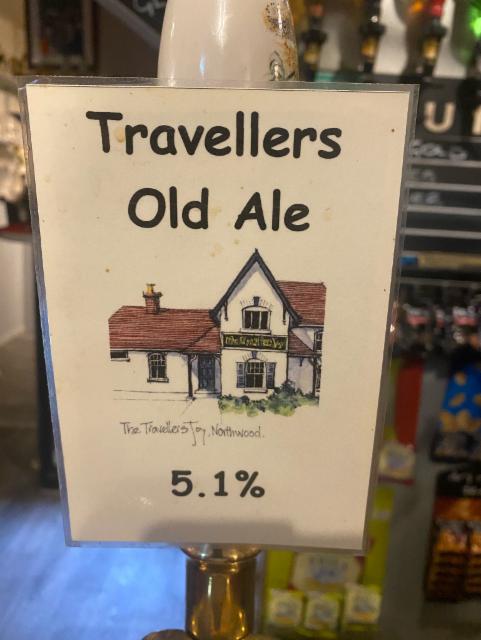 Travellers
Old Ale
The Travellers Joy, Northwood.
5.1%